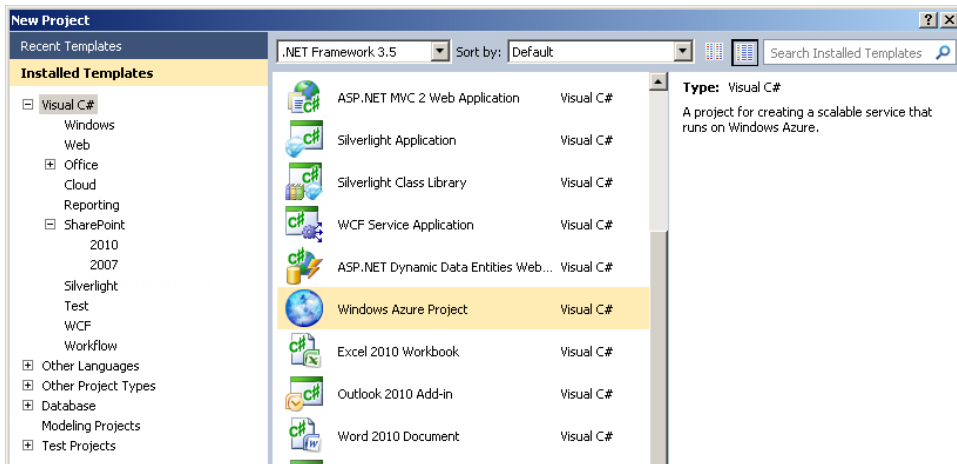 New Project
Recent Templates
.NET Framework 3.5
Sort by:
Default
Search Installed Templates
Installed Templates
Visual C#
Windows
Web
Office
Cloud
Reporting
SharePoint
2010
2007
Silverlight
Test
WCF
Workflow
Other Languages
Other Project Types
Database
Modeling Projects
Test Projects
ASP.NET MVC 2 Web Application Visual C#
Silverlight Application Visual C#
Silverlight Class Library Visual C#
WCF Service Application Visual C#
ASP.NET Dynamic Data Entities Web... Visual C#
Windows Azure Project Visual C#
Excel 2010 Workbook Visual C#
Outlook 2010 Add-in Visual C#
Word 2010 Document Visual C#
Type: Visual C#
A project for creating a scalable service that
runs on Windows Azure.